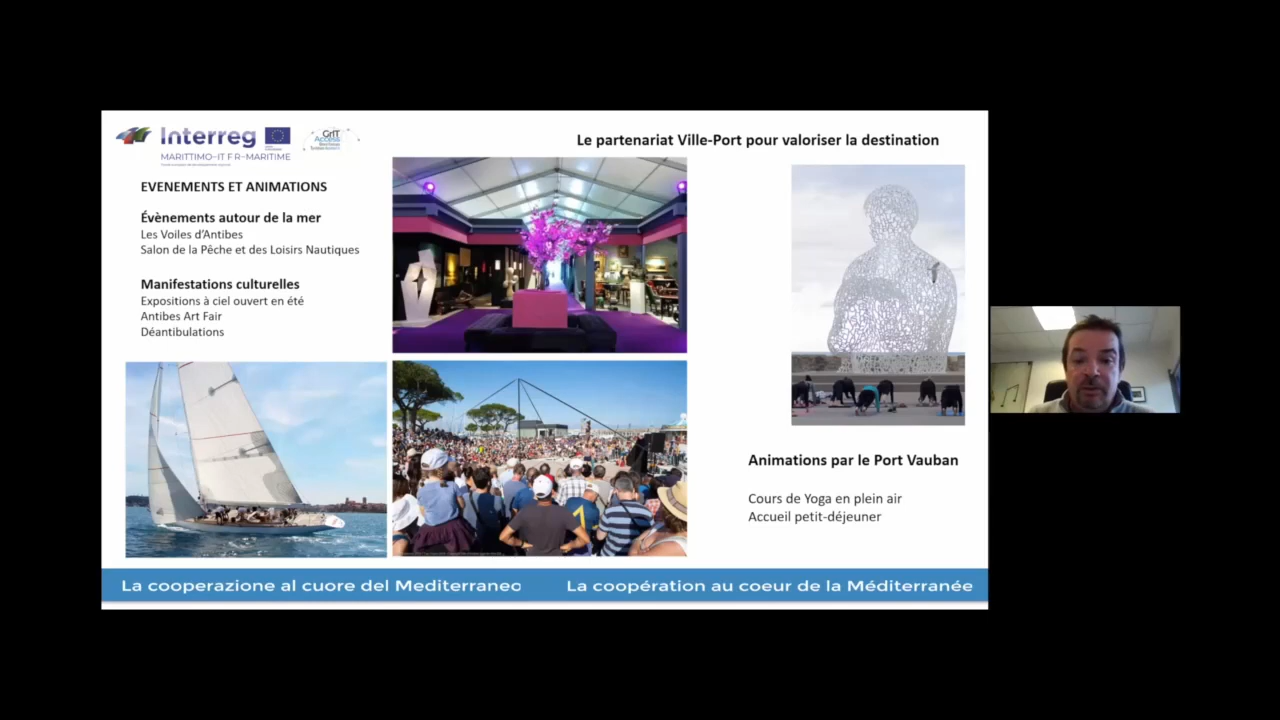 Interreg
MARITTIMO-IT FR-MARITIME
GrIT
Access
Le partenariat Ville-Port pour valoriser la destination
EVENEMENTS ET ANIMATIONS
Évènements autour de la mer
Les Voiles d'Antibes
Salon de la Pêche et des Loisirs Nautiques
Manifestations culturelles
Expositions à ciel ouvert en été
Antibes Art Fair
Déantibulations
Animations par le Port Vauban
Cours de Yoga en plein air
Accueil petit-déjeuner
La cooperazione al cuore del Mediterraneo
La coopération au coeur de la Méditerranée